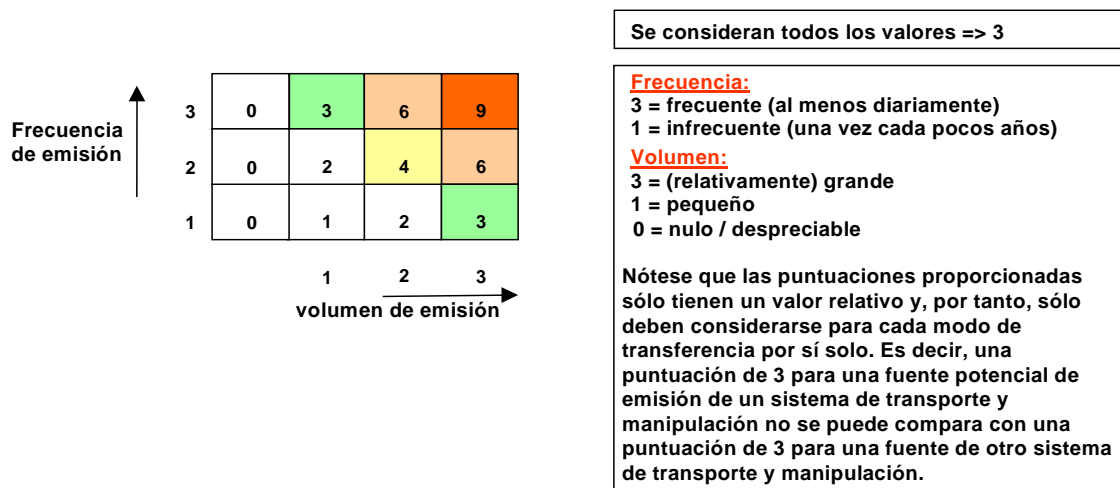 Se consideran todos los valores => 3
Frecuencia
de emisión
3 0 3 6 9
2 0 2 4 6
1 0 1 2 3
1 2 3
volumen de emisión
Frecuencia:
3 = frecuente (al menos diariamente)
1 = infrecuente (una vez cada pocos años)
Volumen:
3 = (relativamente) grande
1 = pequeño
0 = nulo / despreciable
Nótese que las puntuaciones proporcionadas
sólo tienen un valor relativo y, por tanto, sólo
deben considerarse para cada modo de
transferencia por sí solo. Es decir, una
puntuación de 3 para una fuente potencial de
emisión de un sistema de transporte y
manipulación no se puede compara con una
puntuación de 3 para una fuente de otro sistema
de transporte y manipulación.